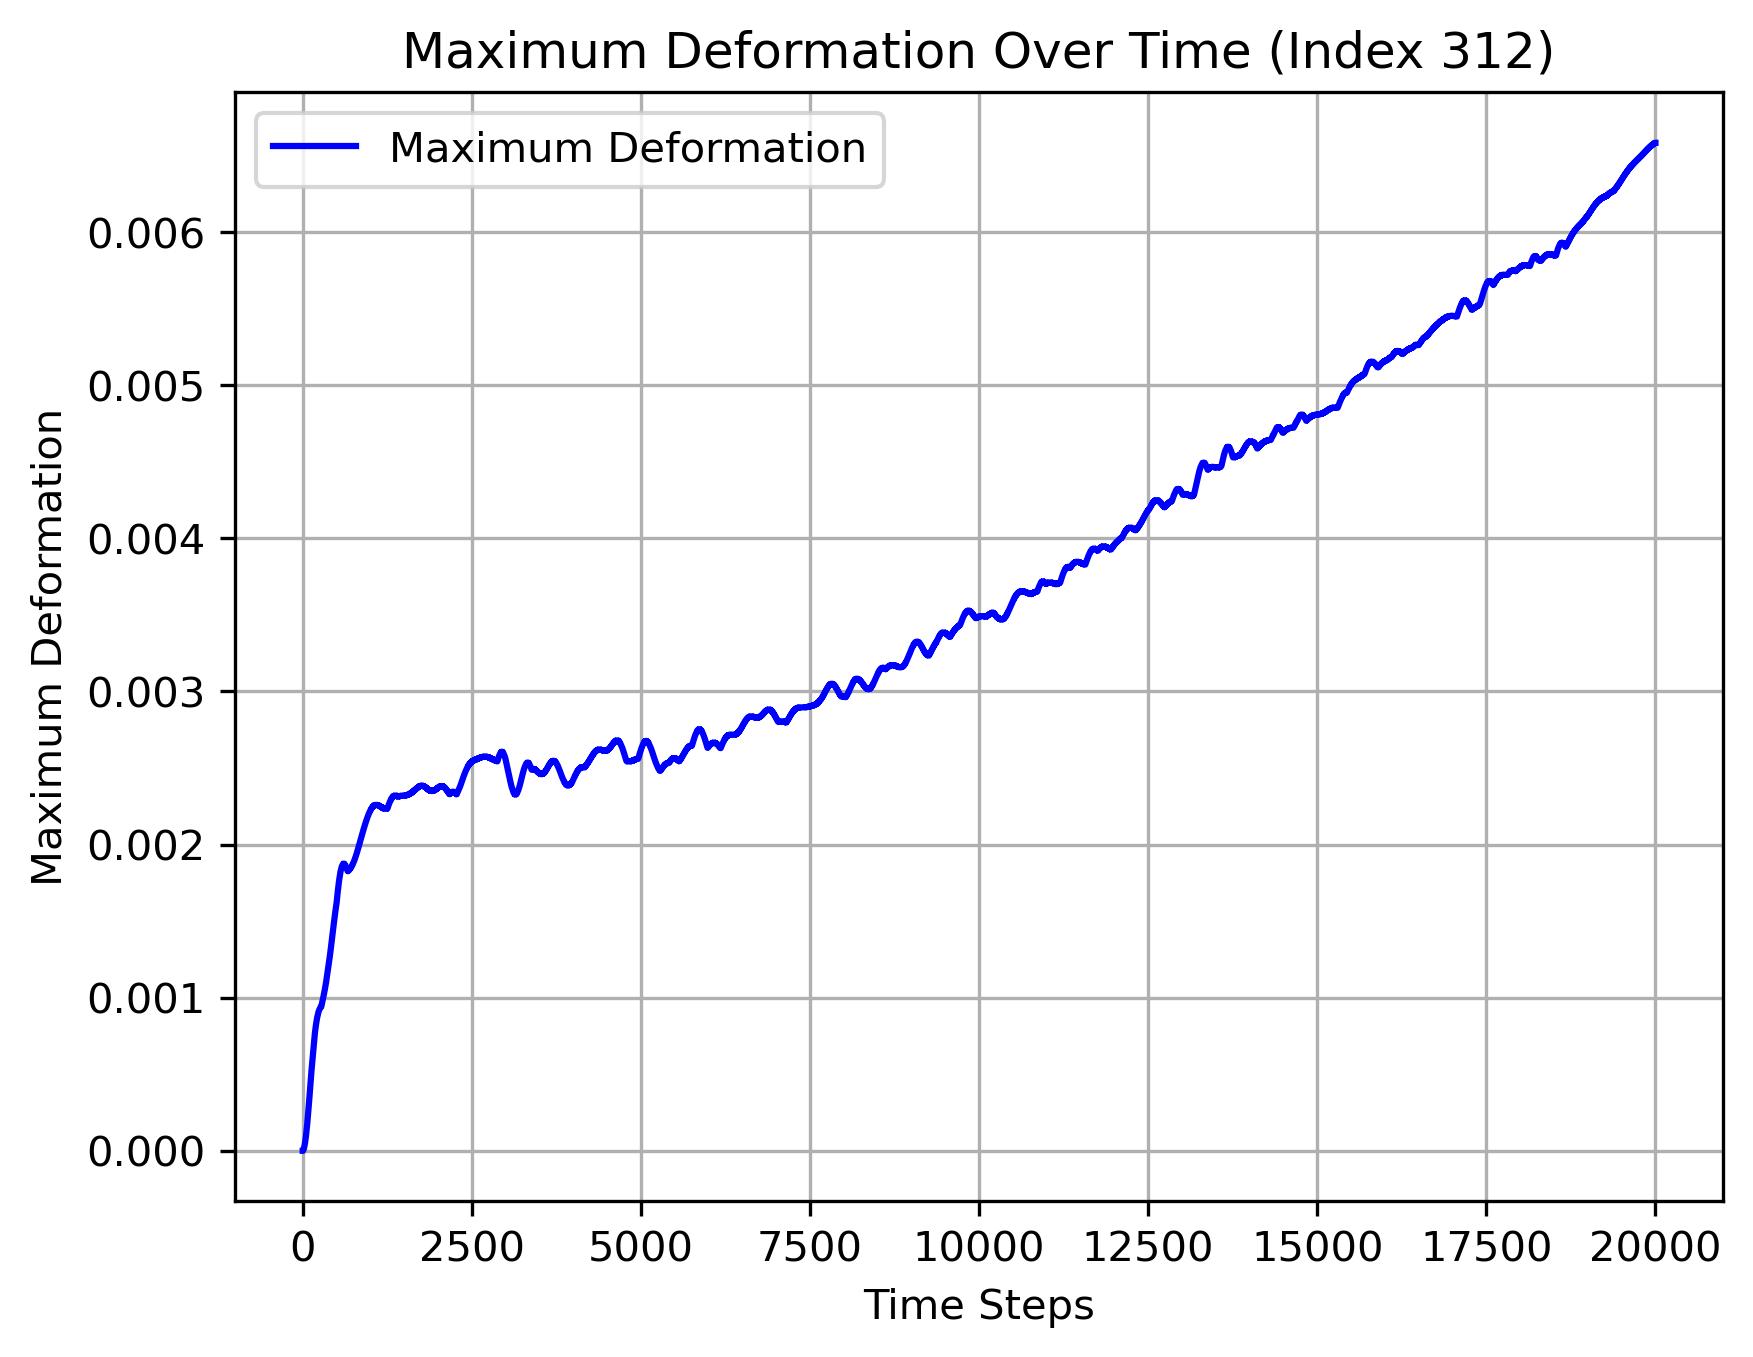 Maximum Deformation Over Time (Index 312)
Maximum Deformation
0.006
0.005
0.004
0.003
0.002
0.001
0.000
Maximum Deformation
0 2500 5000 7500 10000 12500 15000 17500 20000
Time Steps